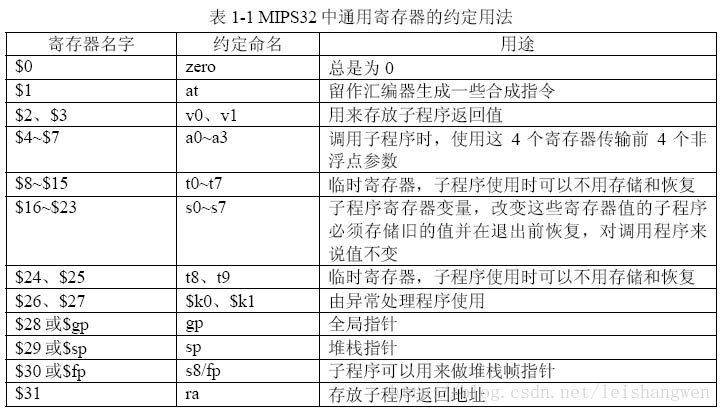 表 1-1 MIPS32 中通用寄存器的约定用法
寄存器名字 约定命名 用途
$0 zero 总是为 0
$1 at 留作汇编器生成一些合成指令
$2、$3 v0、v1 用来存放子程序返回值
$4~$7 a0~a3 调用子程序时，使用这 4 个寄存器传输前 4 个非
浮点参数
$8~$15 t0~t7 临时寄存器，子程序使用时可以不用存储和恢复
$16~$23 s0~s7 子程序寄存器变量，改变这些寄存器值的子程序
必须存储旧的值并在退出前恢复，对调用程序来
说值不变
$24、$25 t8、t9 临时寄存器，子程序使用时可以不用存储和恢复
$26、$27 $k0、$k1 由异常处理程序使用
$28 或$gp gp 全局指针
$29 或$sp sp 堆栈指针
$30 或$fp s8/fp 子程序可以用来做堆栈帧指针
$31 ra 存放子程序返回地址
blog.csdn.net/leishangwen